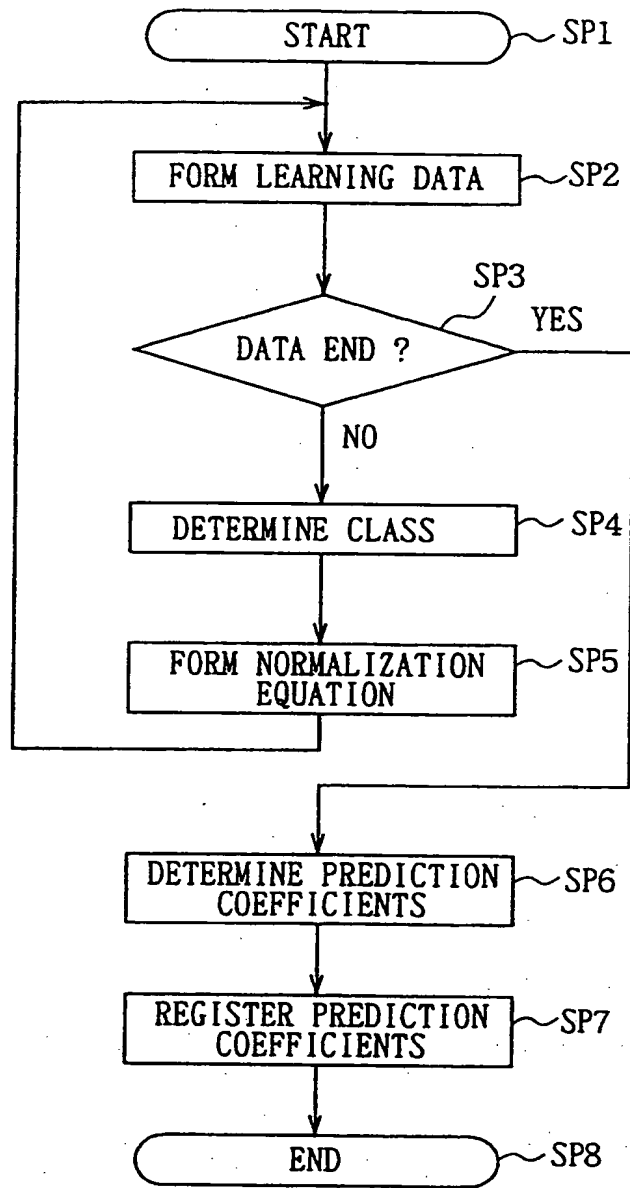 START
SP1
FORM LEARNING DATA
SP2
SP3
YES
DATA END ?
NO
DETERMINE CLASS
SP4
FORM NORMALIZATION
EQUATION
SP5
DETERMINE PREDICTION
COEFFICIENTS
SP6
REGISTER PREDICTION
COEFFICIENTS
SP7
END
SP8